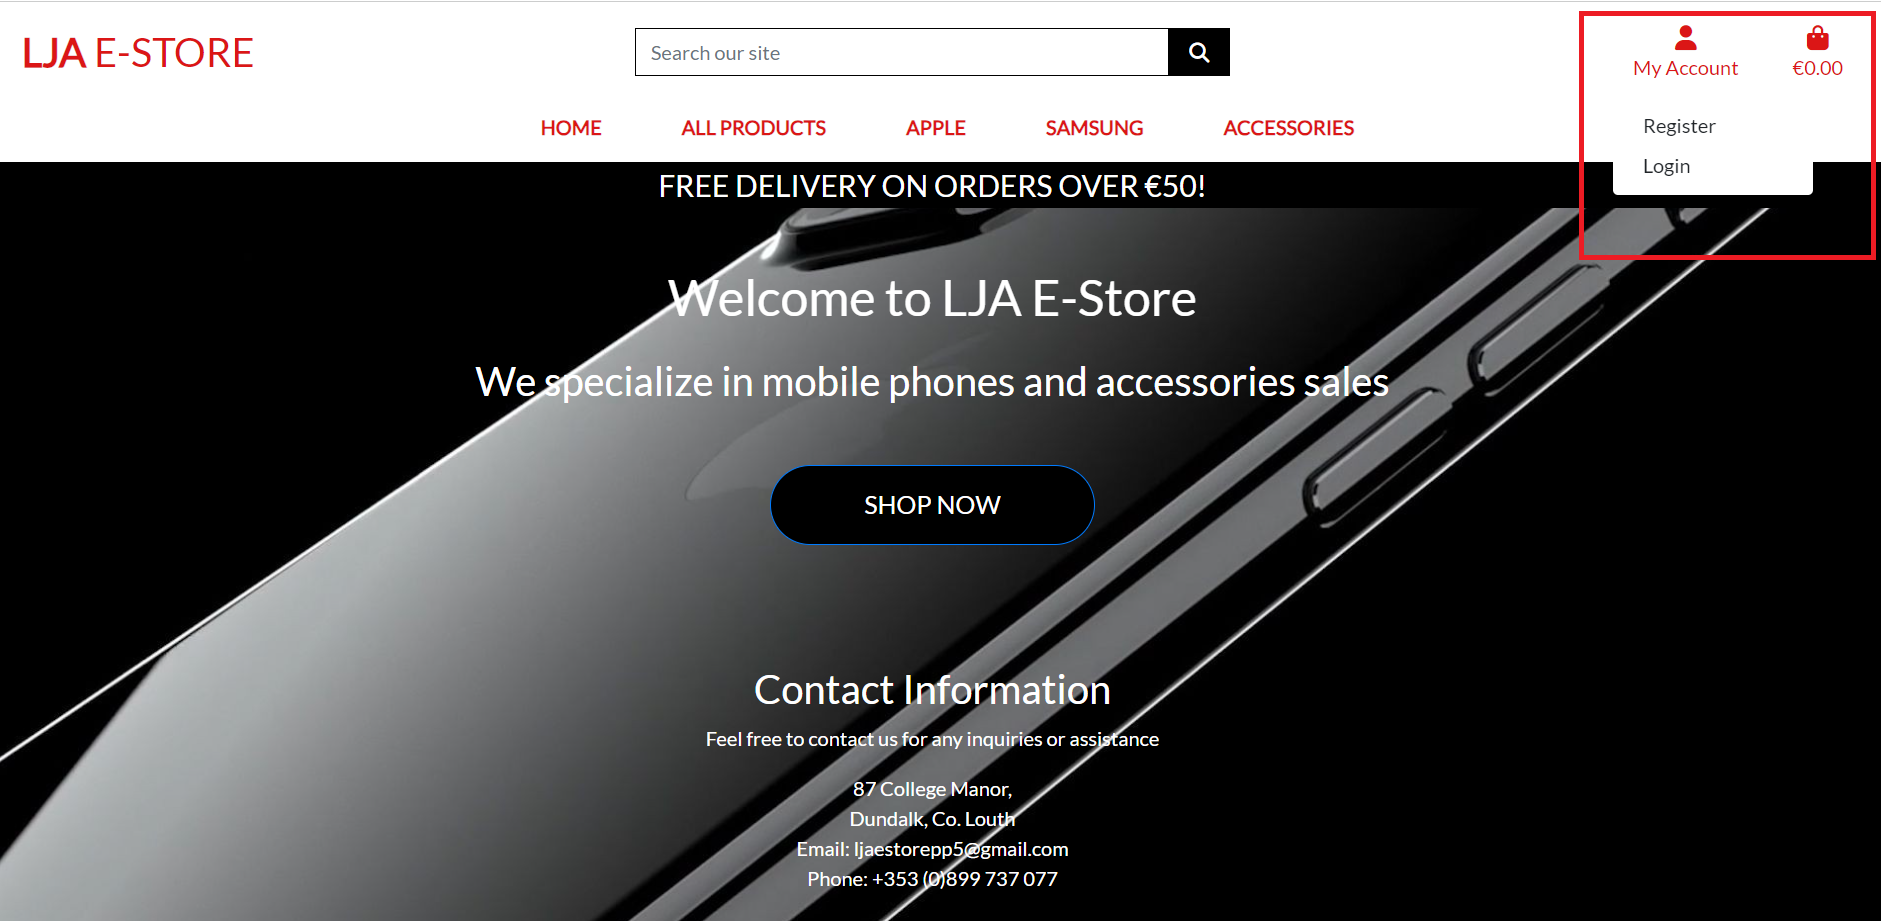 LJA E-STORE
Search our site
My Account
€0.00
HOME
ALL PRODUCTS
APPLE
SAMSUNG
ACCESSORIES
Register
Login
FREE DELIVERY ON ORDERS OVER €50!
Welcome to LJA E-Store
We specialize in mobile phones and accessories sales
SHOP NOW
Contact Information
Feel free to contact us for any inquiries or assistance
87 College Manor,
Dundalk, Co. Louth
Email: ljaestorepp5@gmail.com
Phone: +353 (0)899 737 077